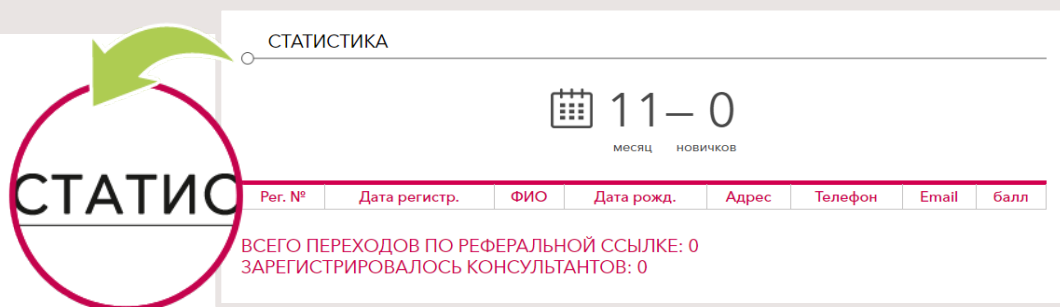 СТАТИСТИКА
11– 0
месяц новичков
СТАТИС
Рег. № Дата регистр. ФИО Дата рожд. Адрес Телефон Email балл
ВСЕГО ПЕРЕХОДОВ ПО РЕФЕРАЛЬНОЙ ССЫЛКЕ: 0
ЗАРЕГИСТРИРОВАЛОСЬ КОНСУЛЬТАНТОВ: 0